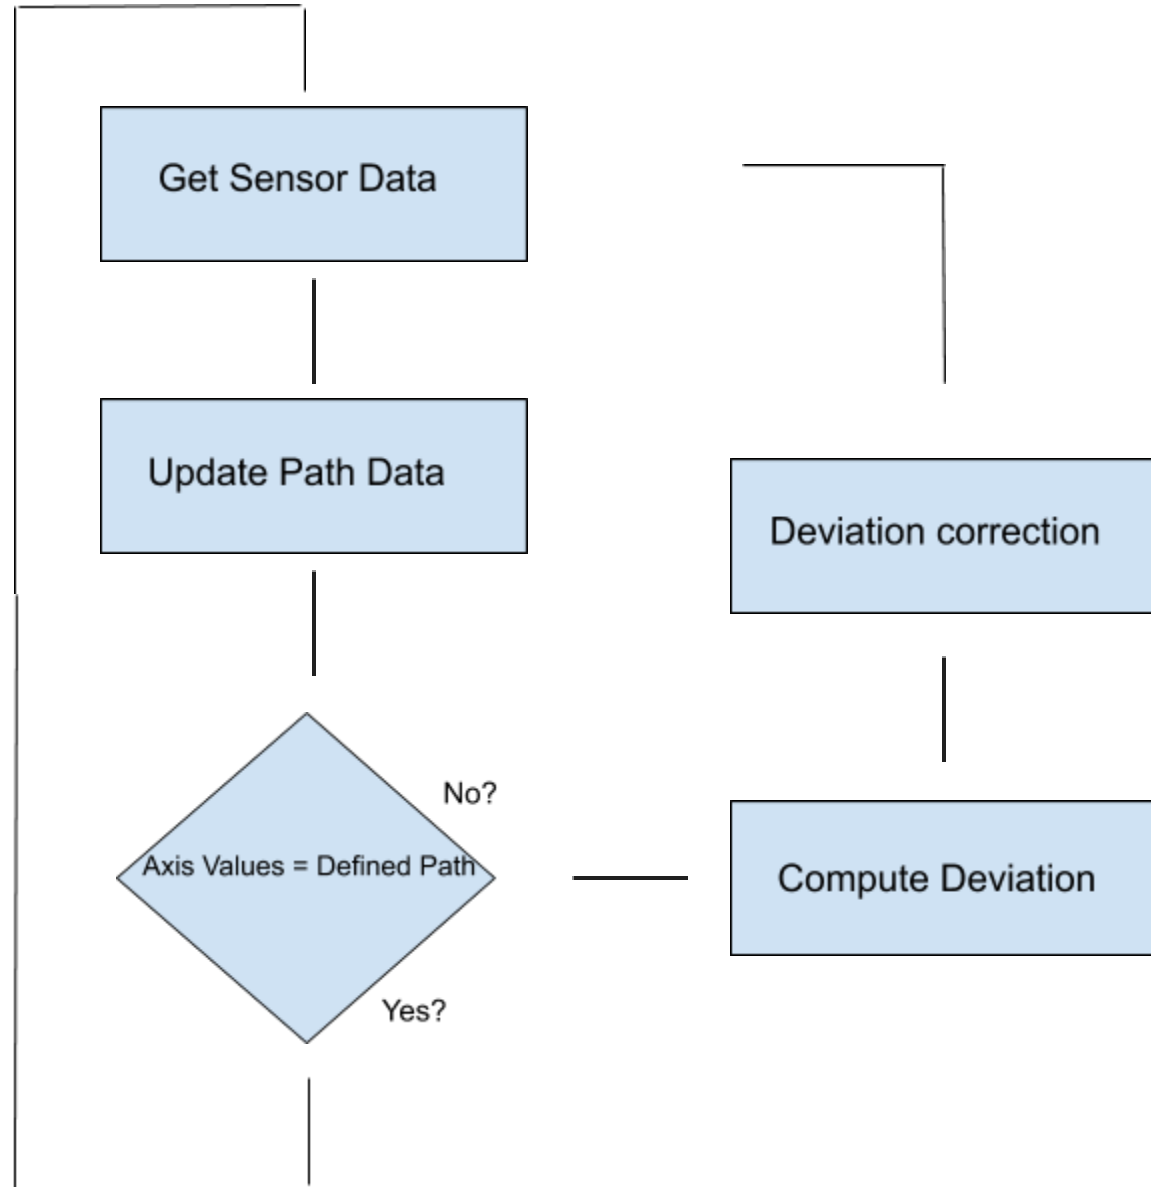 Get Sensor Data
Update Path Data
Deviation correction
No?
Axis Values = Defined Path
Compute Deviation
Yes?